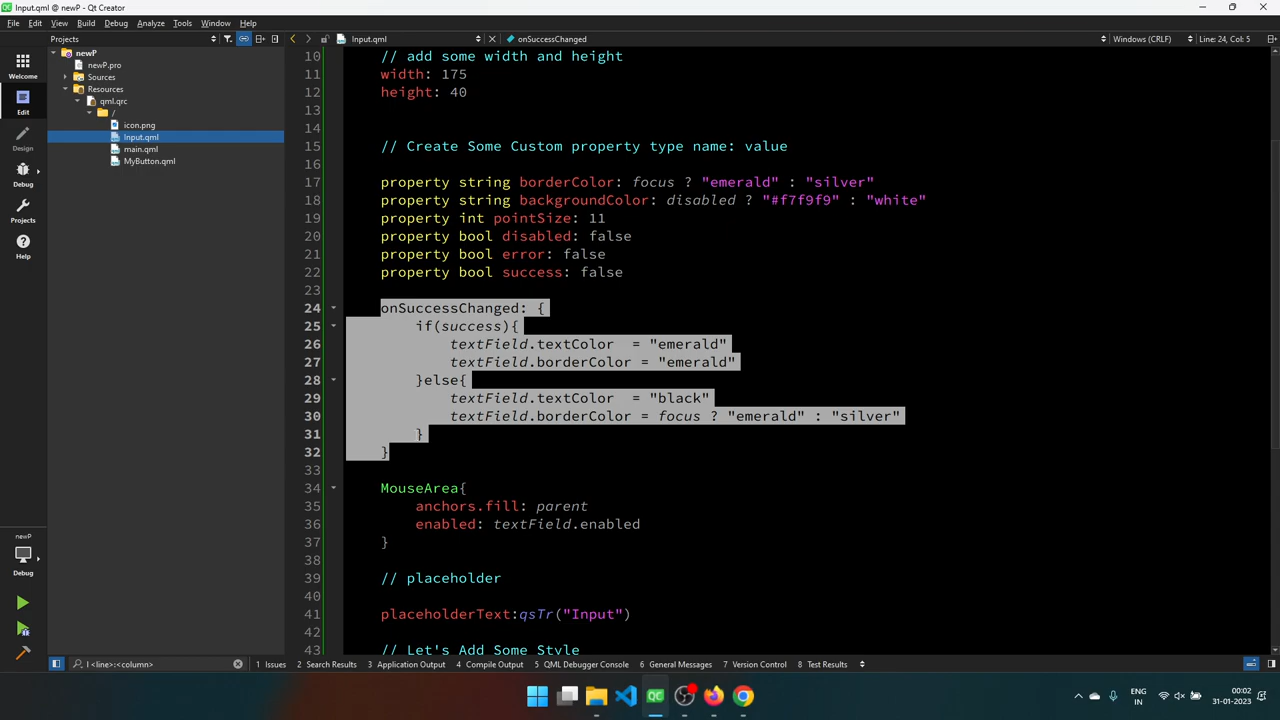 Input.qml @ newP - Qt Creator
File Edit View Build Debug Analyze Tools Window Help
Projects
Input.qml
onSuccessChanged
Windows (CRLF)
Line: 24, Col: 5
Welcome
Edit
Design
Debug
Projects
Help
newP
Debug
newP
newP.pro
Sources
Resources
qml.qrc
/
icon.png
Input.qml
main.qml
MyButton.qml
10 // add some width and height
11 width: 175
12 height: 40
13
14
15 // Create Some Custom property type name: value
16
17 property string borderColor: focus ? "emerald" : "silver"
18 property string backgroundColor: disabled ? "#f7f9f9" : "white"
19 property int pointSize: 11
20 property bool disabled: false
21 property bool error: false
22 property bool success: false
23
24 onSuccessChanged: {
25 if(success){
26 textField.textColor = "emerald"
27 textField.borderColor = "emerald"
28 }else{
29 textField.textColor = "black"
30 textField.borderColor = focus ? "emerald" : "silver"
31 }
32 }
33
34 MouseArea{
35 anchors.fill: parent
36 enabled: textField.enabled
37 }
38
39 // placeholder
40
41 placeholderText:qsTr("Input")
42
43 // Let's Add Some Style
l <line>:<column>
1 Issues
2 Search Results
3 Application Output
4 Compile Output
5 QML Debugger Console
6 General Messages
7 Version Control
8 Test Results
QC
ENG
IN
00:02
31-01-2023